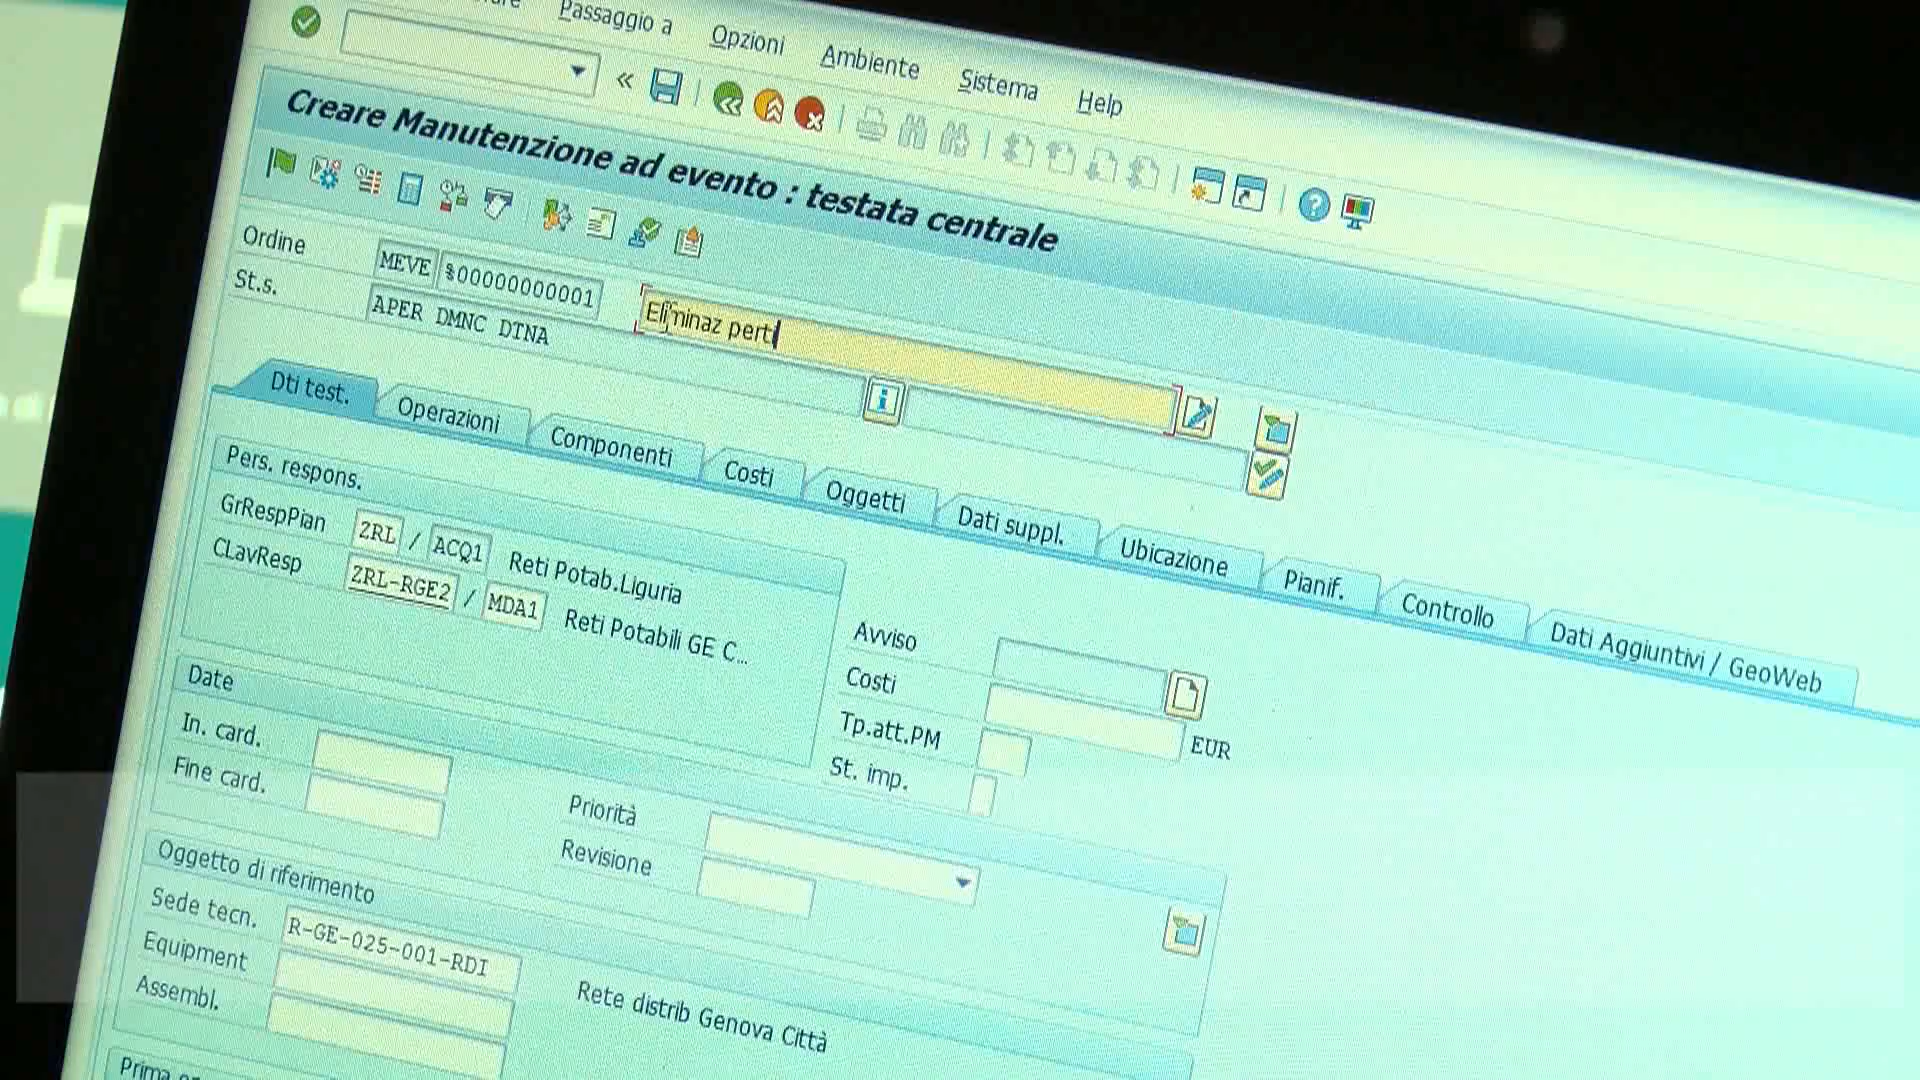 Passaggio a Opzioni Ambiente Sistema Help
Creare Manutenzione ad evento : testata centrale
Ordine MEVE %00000000001 Eliminaz perti
St.s. APER DMNC DTNA
Dti test. Operazioni Componenti Costi Oggetti Dati suppl. Ubicazione Pianif. Controllo Dati Aggiuntivi / GeoWeb
Pers. respons.
GrRespPian ZRL / ACQ1 Reti Potab.Liguria
CLavResp ZRL-RGE2 / MDA1 Reti Potabili GE C...
Avviso
Costi EUR
Tp.att.PM
St. imp.
Date
In. card.
Fine card.
Priorità
Revisione
Oggetto di riferimento
Sede tecn. R-GE-025-001-RDI Rete distrib Genova Città
Equipment
Assembl.
Prima